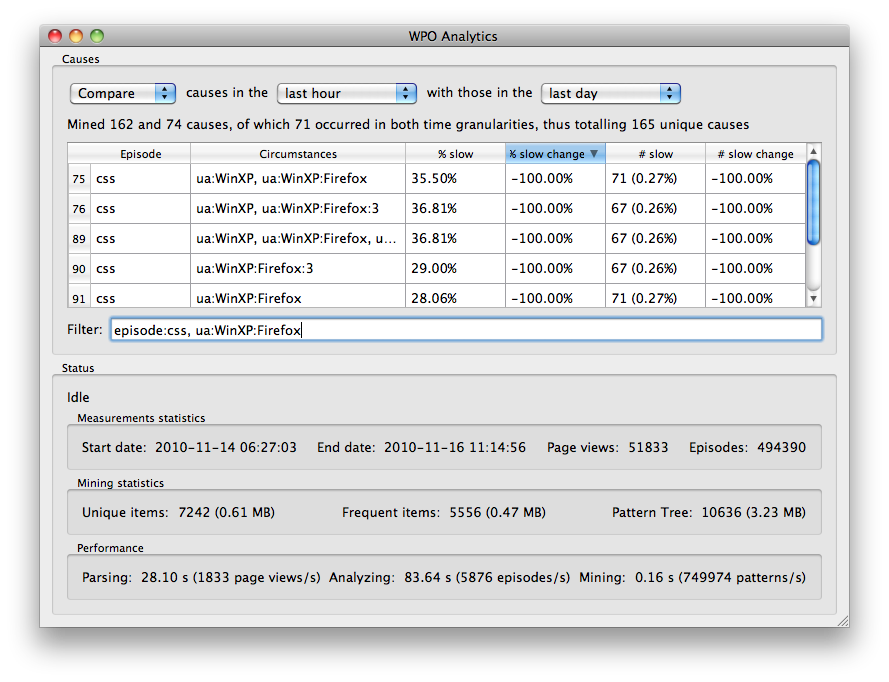 WPO Analytics
Causes
Compare causes in the last hour with those in the last day
Mined 162 and 74 causes, of which 71 occurred in both time granularities, thus totalling 165 unique causes
Episode Circumstances % slow % slow change # slow # slow change
75 css ua:WinXP, ua:WinXP:Firefox 35.50% -100.00% 71 (0.27%) -100.00%
76 css ua:WinXP, ua:WinXP:Firefox:3 36.81% -100.00% 67 (0.26%) -100.00%
89 css ua:WinXP, ua:WinXP:Firefox, u... 36.81% -100.00% 67 (0.26%) -100.00%
90 css ua:WinXP:Firefox:3 29.00% -100.00% 67 (0.26%) -100.00%
91 css ua:WinXP:Firefox 28.06% -100.00% 71 (0.27%) -100.00%
Filter: episode:css, ua:WinXP:Firefox
Status
Idle
Measurements statistics
Start date: 2010-11-14 06:27:03 End date: 2010-11-16 11:14:56 Page views: 51833 Episodes: 494390
Mining statistics
Unique items: 7242 (0.61 MB) Frequent items: 5556 (0.47 MB) Pattern Tree: 10636 (3.23 MB)
Performance
Parsing: 28.10 s (1833 page views/s) Analyzing: 83.64 s (5876 episodes/s) Mining: 0.16 s (749974 patterns/s)